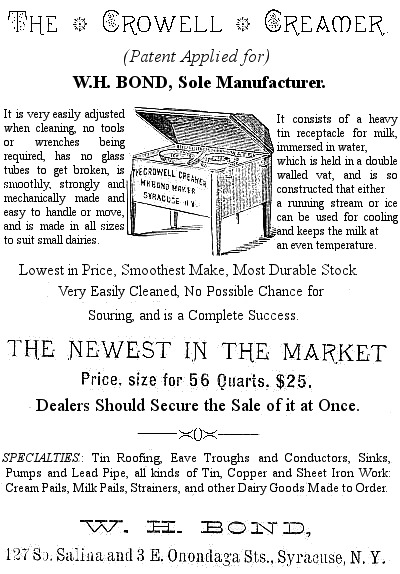 THE CROWELL CREAMER
(Patent Applied for)
W.H. BOND, Sole Manufacturer.
It is very easily adjusted
when cleaning, no tools
or wrenches being
required, has no glass
tubes to get broken, is
smoothly, strongly and
mechanically made and
easy to handle or move,
and is made in all sizes
to suit small dairies.
THE CROWELL CREAMER
W.H. BOND MAKER
SYRACUSE N.Y.
It consists of a heavy
tin receptacle for milk,
immersed in water,
which is held in a double
walled vat, and is so
constructed that either
a running stream or ice
can be used for cooling
and keeps the milk at
an even temperature.
Lowest in Price, Smoothest Make, Most Durable Stock
Very Easily Cleaned, No Possible Chance for
Souring, and is a Complete Success.
THE NEWEST IN THE MARKET
Price, size for 56 Quarts, $25.
Dealers Should Secure the Sale of it at Once.
SPECIALTIES: Tin Roofing, Eave Troughs and Conductors, Sinks,
Pumps and Lead Pipe, all kinds of Tin, Copper and Sheet Iron Work:
Cream Pails, Milk Pails, Strainers, and other Dairy Goods Made to Order.
W. H. BOND,
127 So. Salina and 3 E. Onondaga Sts., Syracuse, N. Y.